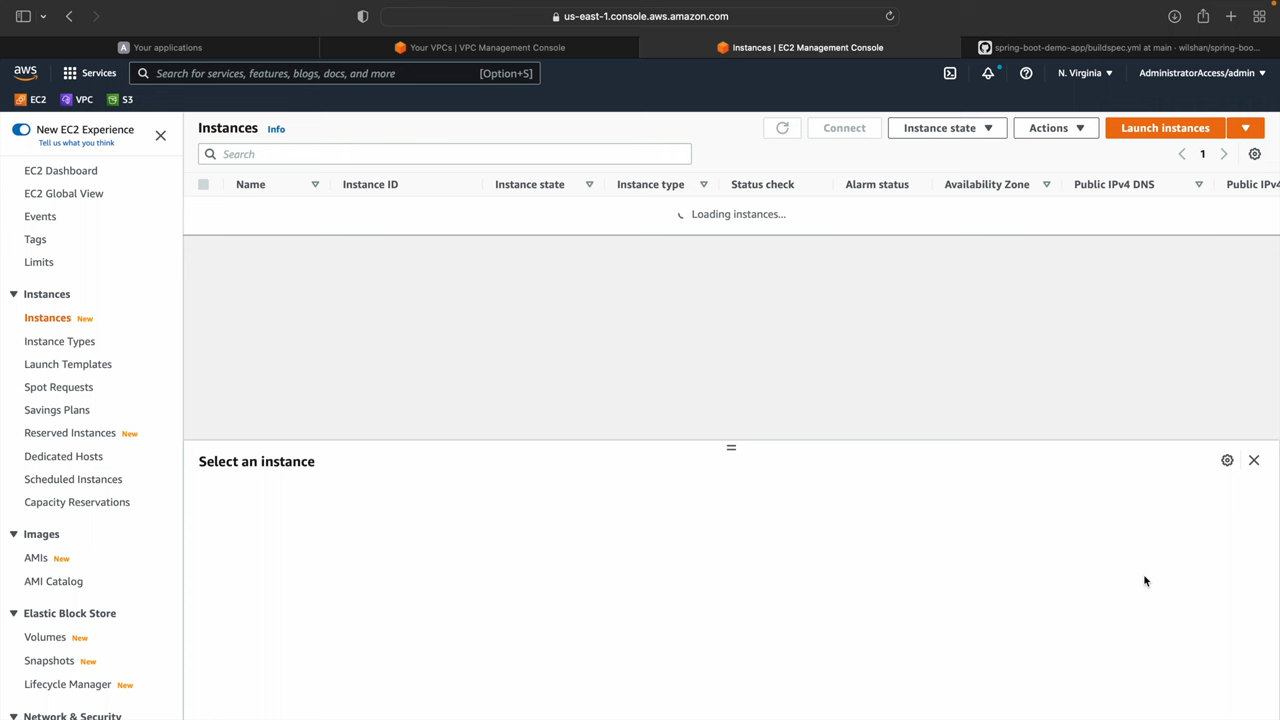 us-east-1.console.aws.amazon.com
Your applications
Your VPCs | VPC Management Console
Instances | EC2 Management Console
spring-boot-demo-app/buildspec.yml at main · wilshan/spring-boo...
aws
Services
Search for services, features, blogs, docs, and more
[Option+S]
N. Virginia
AdministratorAccess/admin
EC2
VPC
S3
New EC2 Experience
Tell us what you think
EC2 Dashboard
EC2 Global View
Events
Tags
Limits
Instances
Instances New
Instance Types
Launch Templates
Spot Requests
Savings Plans
Reserved Instances New
Dedicated Hosts
Scheduled Instances
Capacity Reservations
Images
AMIs New
AMI Catalog
Elastic Block Store
Volumes New
Snapshots New
Lifecycle Manager New
Network & Security
Instances Info
Connect
Instance state
Actions
Launch instances
Search
1
Name
Instance ID
Instance state
Instance type
Status check
Alarm status
Availability Zone
Public IPv4 DNS
Public IPv4
Loading instances...
Select an instance